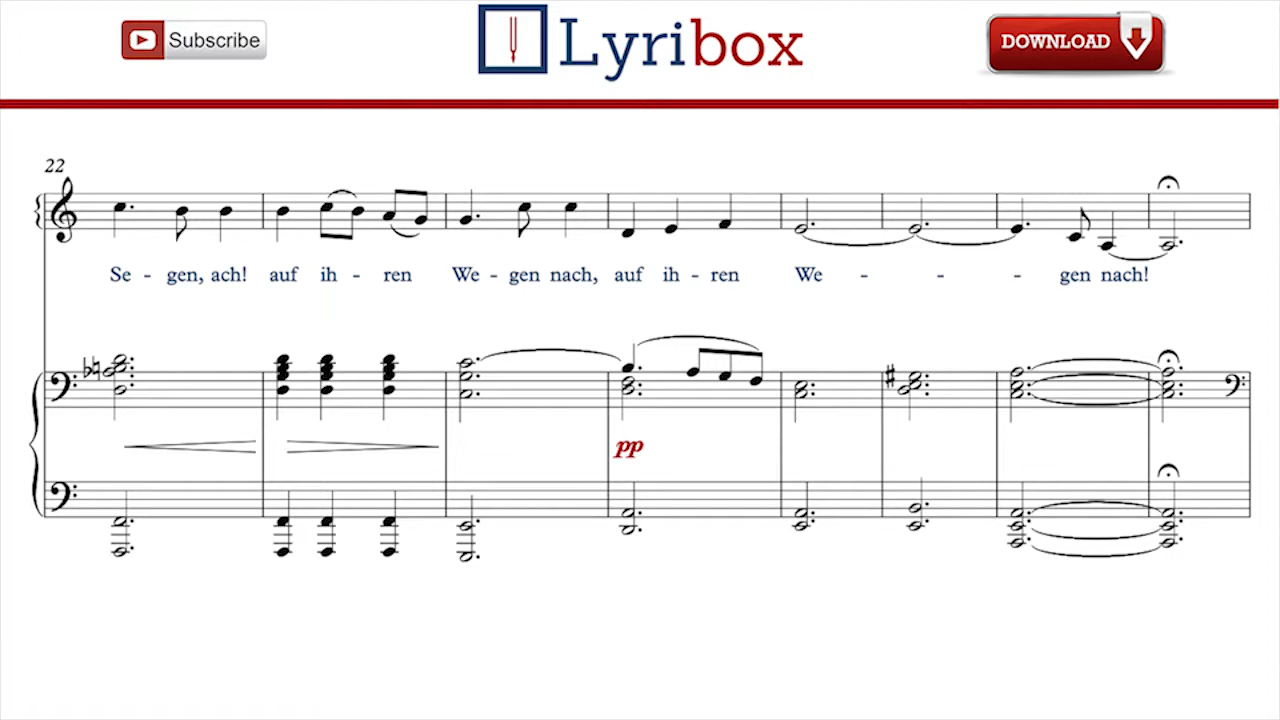 Subscribe
Lyribox
DOWNLOAD
22
Se - gen, ach! auf ih - ren We - gen nach, auf ih - ren We - - - gen nach!
pp